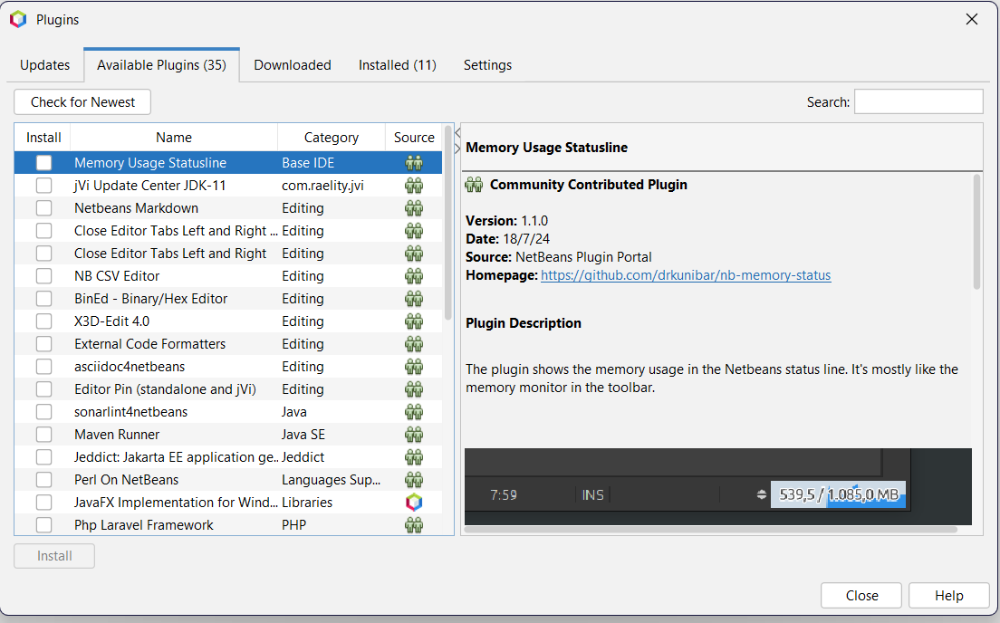 Plugins
Updates Available Plugins (35) Downloaded Installed (11) Settings
Check for Newest Search:
Install Name Category Source
Memory Usage Statusline Base IDE
jVi Update Center JDK-11 com.raelity.jvi
Netbeans Markdown Editing
Close Editor Tabs Left and Right ... Editing
Close Editor Tabs Left and Right Editing
NB CSV Editor Editing
BinEd - Binary/Hex Editor Editing
X3D-Edit 4.0 Editing
External Code Formatters Editing
asciidoc4netbeans Editing
Editor Pin (standalone and jVi) Editing
sonarlint4netbeans Java
Maven Runner Java SE
Jeddict: Jakarta EE application ge... Jeddict
Perl On NetBeans Languages Sup...
JavaFX Implementation for Wind... Libraries
Php Laravel Framework PHP
Memory Usage Statusline
Community Contributed Plugin
Version: 1.1.0
Date: 18/7/24
Source: NetBeans Plugin Portal
Homepage: https://github.com/drkunibar/nb-memory-status
Plugin Description
The plugin shows the memory usage in the Netbeans status line. It's mostly like the
memory monitor in the toolbar.
7:59 INS 539,5 / 1.085,0 MB
Install
Close Help